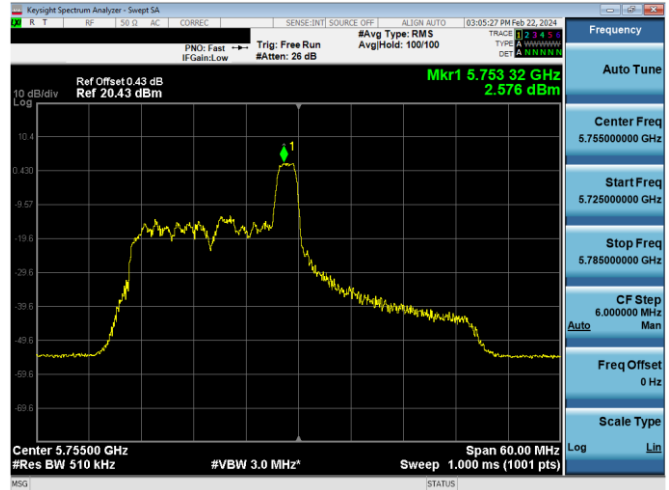 Keysight Spectrum Analyzer - Swept SA
R T RF 50 Ω AC CORREC SENSE:INT SOURCE OFF ALIGN AUTO 03:05:27 PM Feb 22, 2024
Frequency
#Avg Type: RMS
TRACE 1 2 3 4 5 6
PNO: Fast
Trig: Free Run
Avg|Hold: 100/100
TYPE A WWWWW
IFGain:Low
#Atten: 26 dB
DET A N N N N N
Auto Tune
Mkr1 5.753 32 GHz
2.576 dBm
Ref Offset 0.43 dB
10 dB/div Ref 20.43 dBm
Log
Center Freq
5.755000000 GHz
10.4
1
0.430
Start Freq
5.725000000 GHz
-9.57
-19.6
Stop Freq
5.785000000 GHz
-29.6
CF Step
6.000000 MHz
Auto Man
-39.6
-49.6
Freq Offset
0 Hz
-59.6
-69.6
Scale Type
Log Lin
Center 5.75500 GHz
Span 60.00 MHz
#Res BW 510 kHz
#VBW 3.0 MHz*
Sweep 1.000 ms (1001 pts)
MSG
STATUS